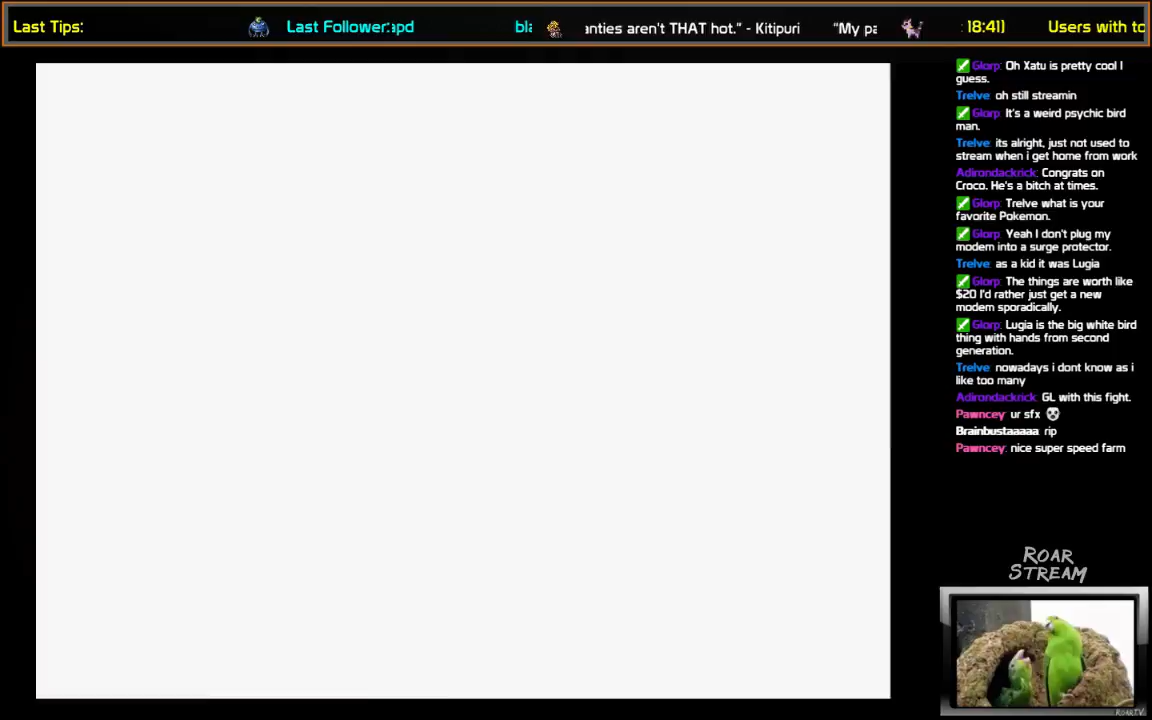 Last Tips: Last Follower:apd bla anties aren't THAT hot." - Kitipuri "My pa : 18:41] Users with to
Glorp: Oh Xatu is pretty cool I
guess.
Trelve: oh still streamin
Glorp: It's a weird psychic bird
man.
Trelve: its alright, just not used to
stream when i get home from work
Adirondackrick: Congrats on
Croco. He's a bitch at times.
Glorp: Trelve what is your
favorite Pokemon.
Glorp: Yeah I don't plug my
modem into a surge protector.
Trelve: as a kid it was Lugia
Glorp: The things are worth like
$20 I'd rather just get a new
modem sporadically.
Glorp: Lugia is the big white bird
thing with hands from second
generation.
Trelve: nowadays i dont know as i
like too many
Adirondackrick: GL with this fight.
Pawncey: ur sfx
Brainbustaaaaa: rip
Pawncey: nice super speed farm
ROAR
STREAM
ROARTV